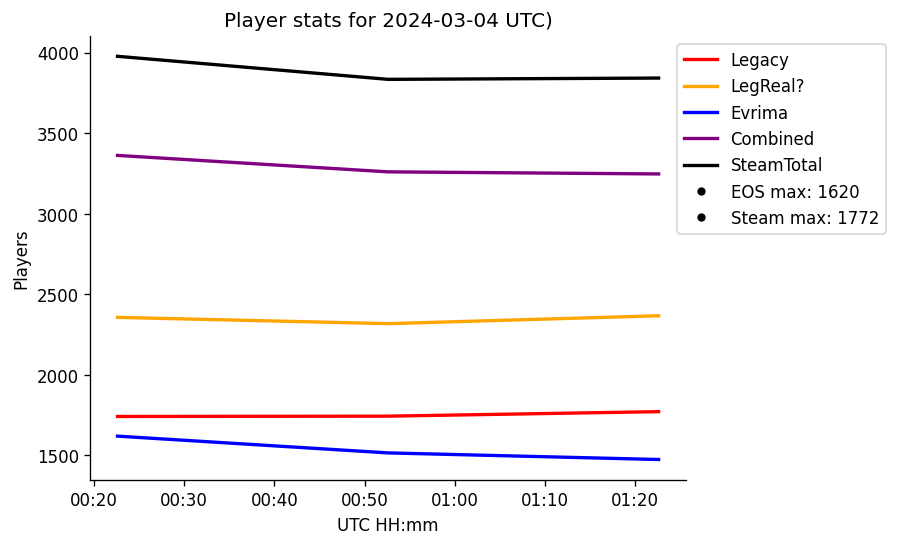 Player stats for 2024-03-04 UTC)
4000
3500
3000
2500
2000
1500
Players
00:20 00:30 00:40 00:50 01:00 01:10 01:20
UTC HH:mm
Legacy
LegReal?
Evrima
Combined
SteamTotal
EOS max: 1620
Steam max: 1772